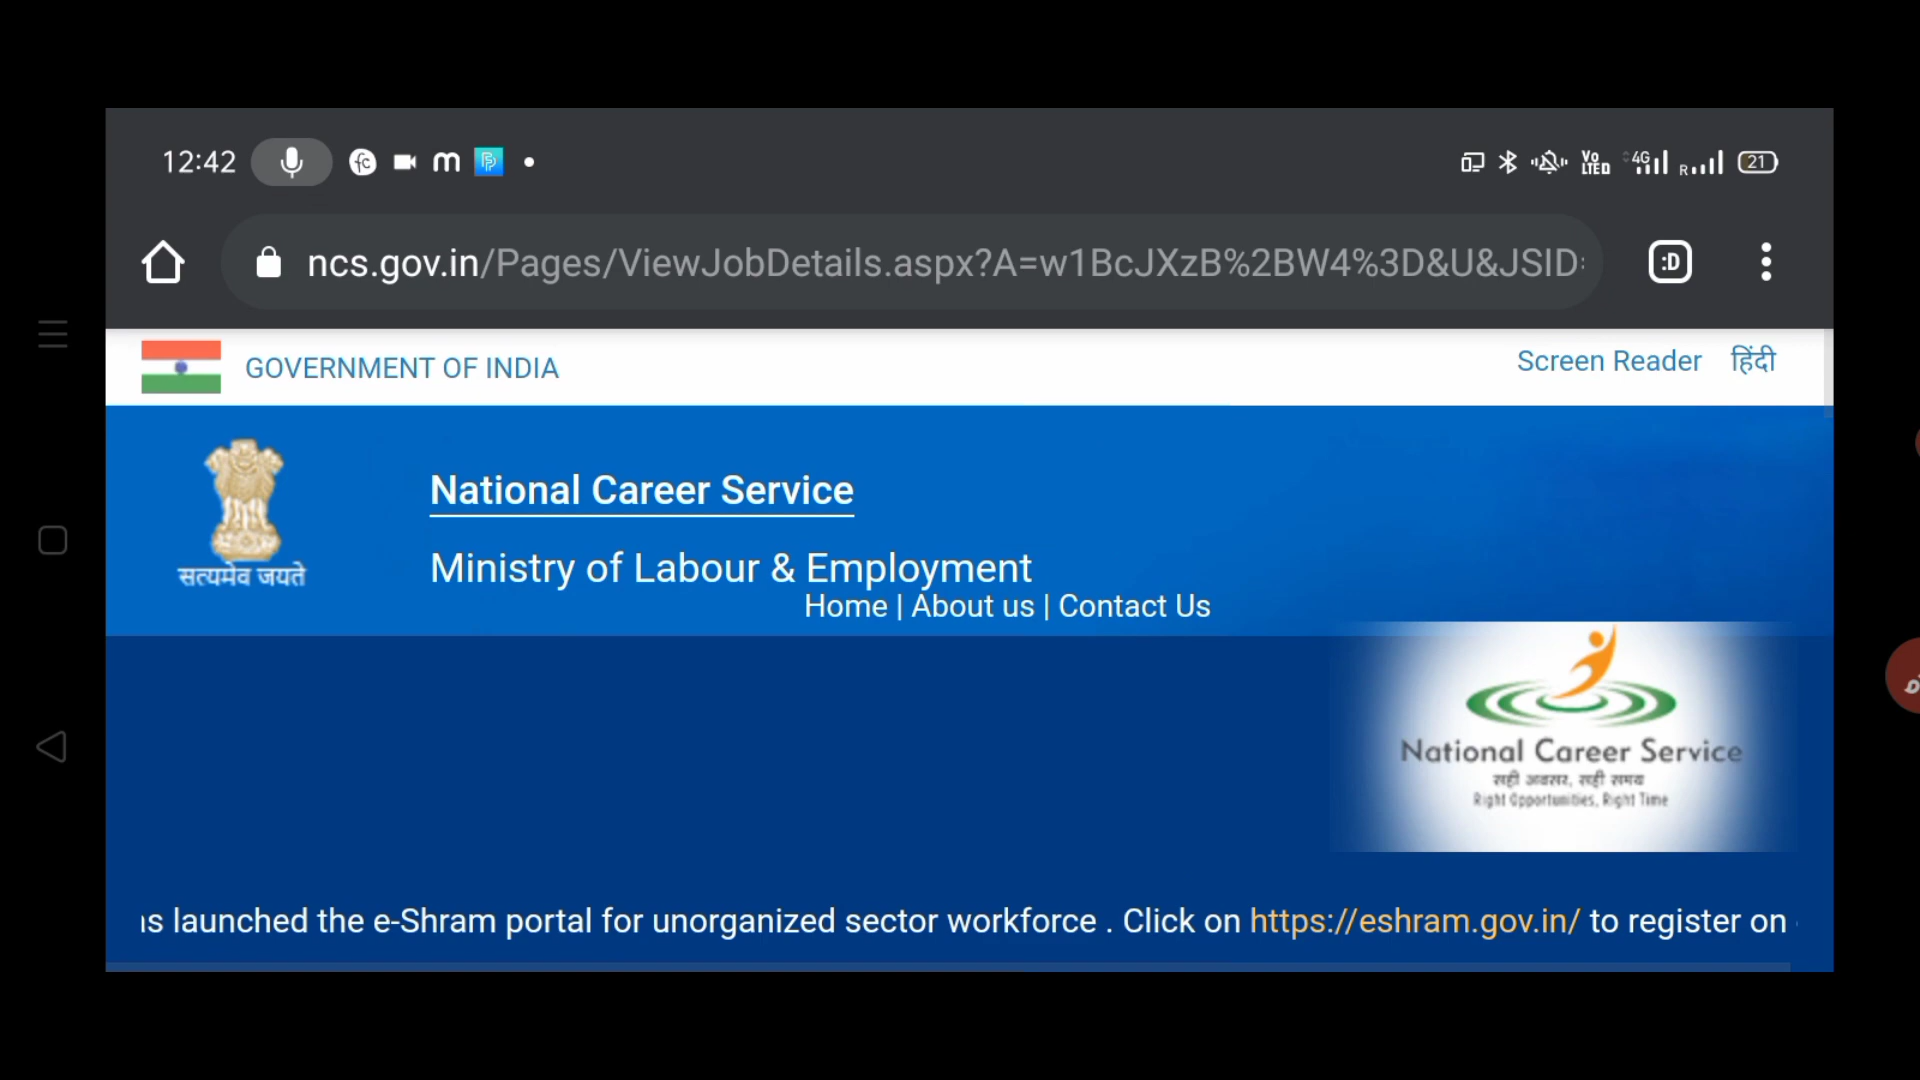 12:42
4G
R
21
ncs.gov.in/Pages/ViewJobDetails.aspx?A=w1BcJXzB%2BW4%3D&U&JSID
:D
GOVERNMENT OF INDIA
Screen Reader हिंदी
National Career Service
Ministry of Labour & Employment
सत्यमेव जयते
Home | About us | Contact Us
National Career Service
सही अवसर, सही समय
Right Opportunities, Right Time
launched the e-Shram portal for unorganized sector workforce . Click on https://eshram.gov.in/ to register on